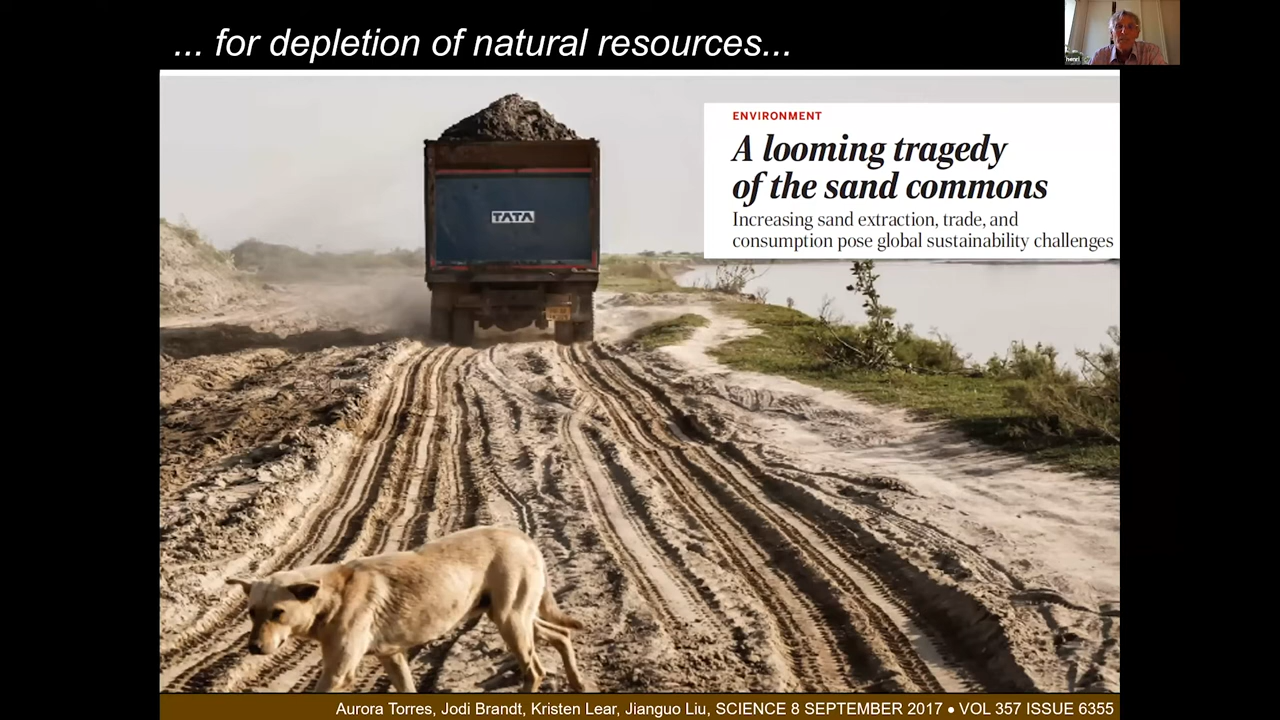 ... for depletion of natural resources...
ENVIRONMENT
A looming tragedy
of the sand commons
Increasing sand extraction, trade, and
consumption pose global sustainability challenges
TATA
Aurora Torres, Jodi Brandt, Kristen Lear, Jianguo Liu, SCIENCE 8 SEPTEMBER 2017 • VOL 357 ISSUE 6355